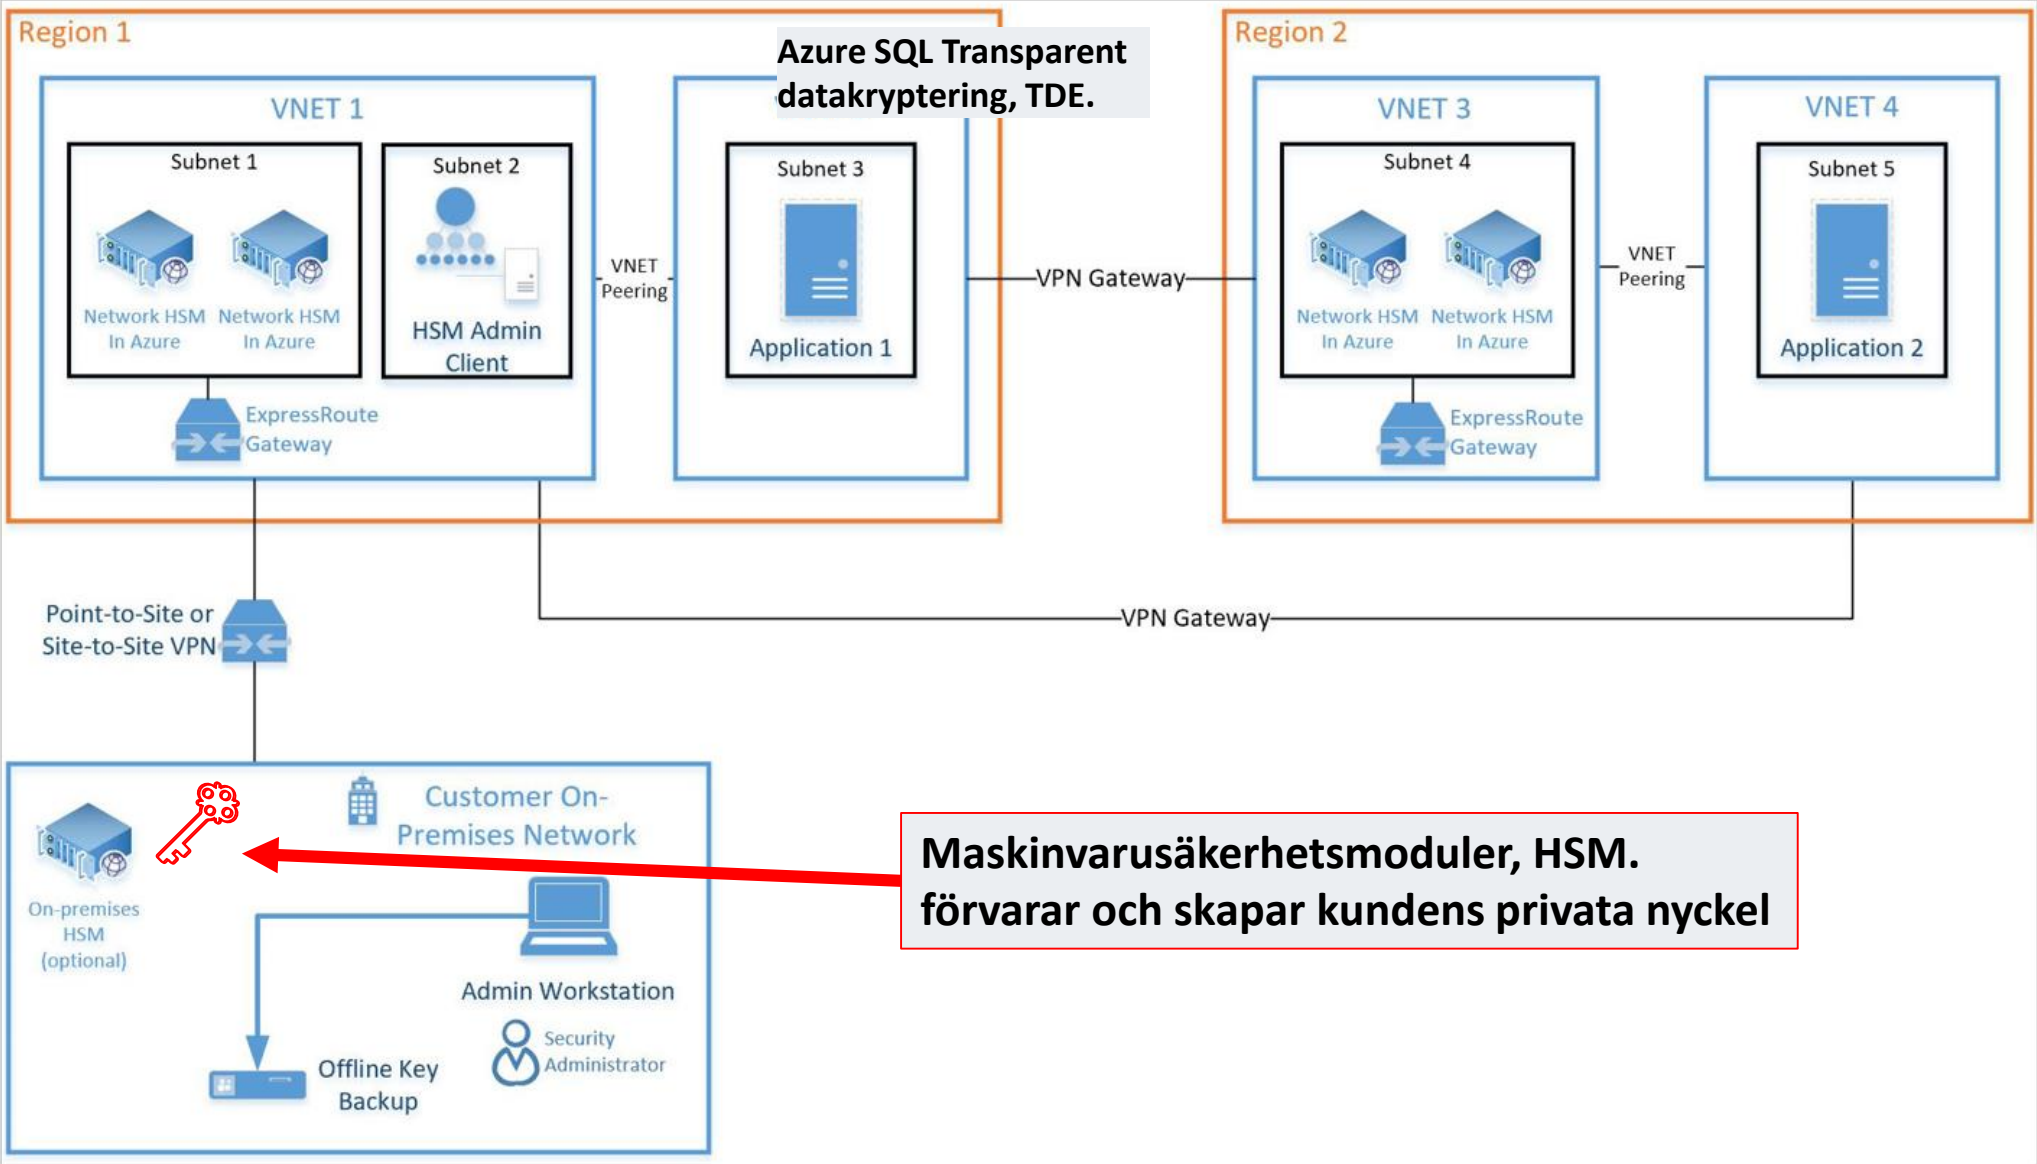 Region 1
Azure SQL Transparent
datakryptering, TDE.
Region 2
VNET 1
VNET 3
VNET 4
Subnet 1
Subnet 2
Subnet 3
Subnet 4
Subnet 5
Network HSM
In Azure
Network HSM
In Azure
HSM Admin
Client
VNET
Peering
Application 1
VPN Gateway
Network HSM
In Azure
Network HSM
In Azure
VNET
Peering
Application 2
ExpressRoute
Gateway
ExpressRoute
Gateway
Point-to-Site or
Site-to-Site VPN
VPN Gateway
Customer On-
Premises Network
On-premises
HSM
(optional)
Maskinvarusäkerhetsmoduler, HSM.
förvarar och skapar kundens privata nyckel
Admin Workstation
Security
Administrator
Offline Key
Backup